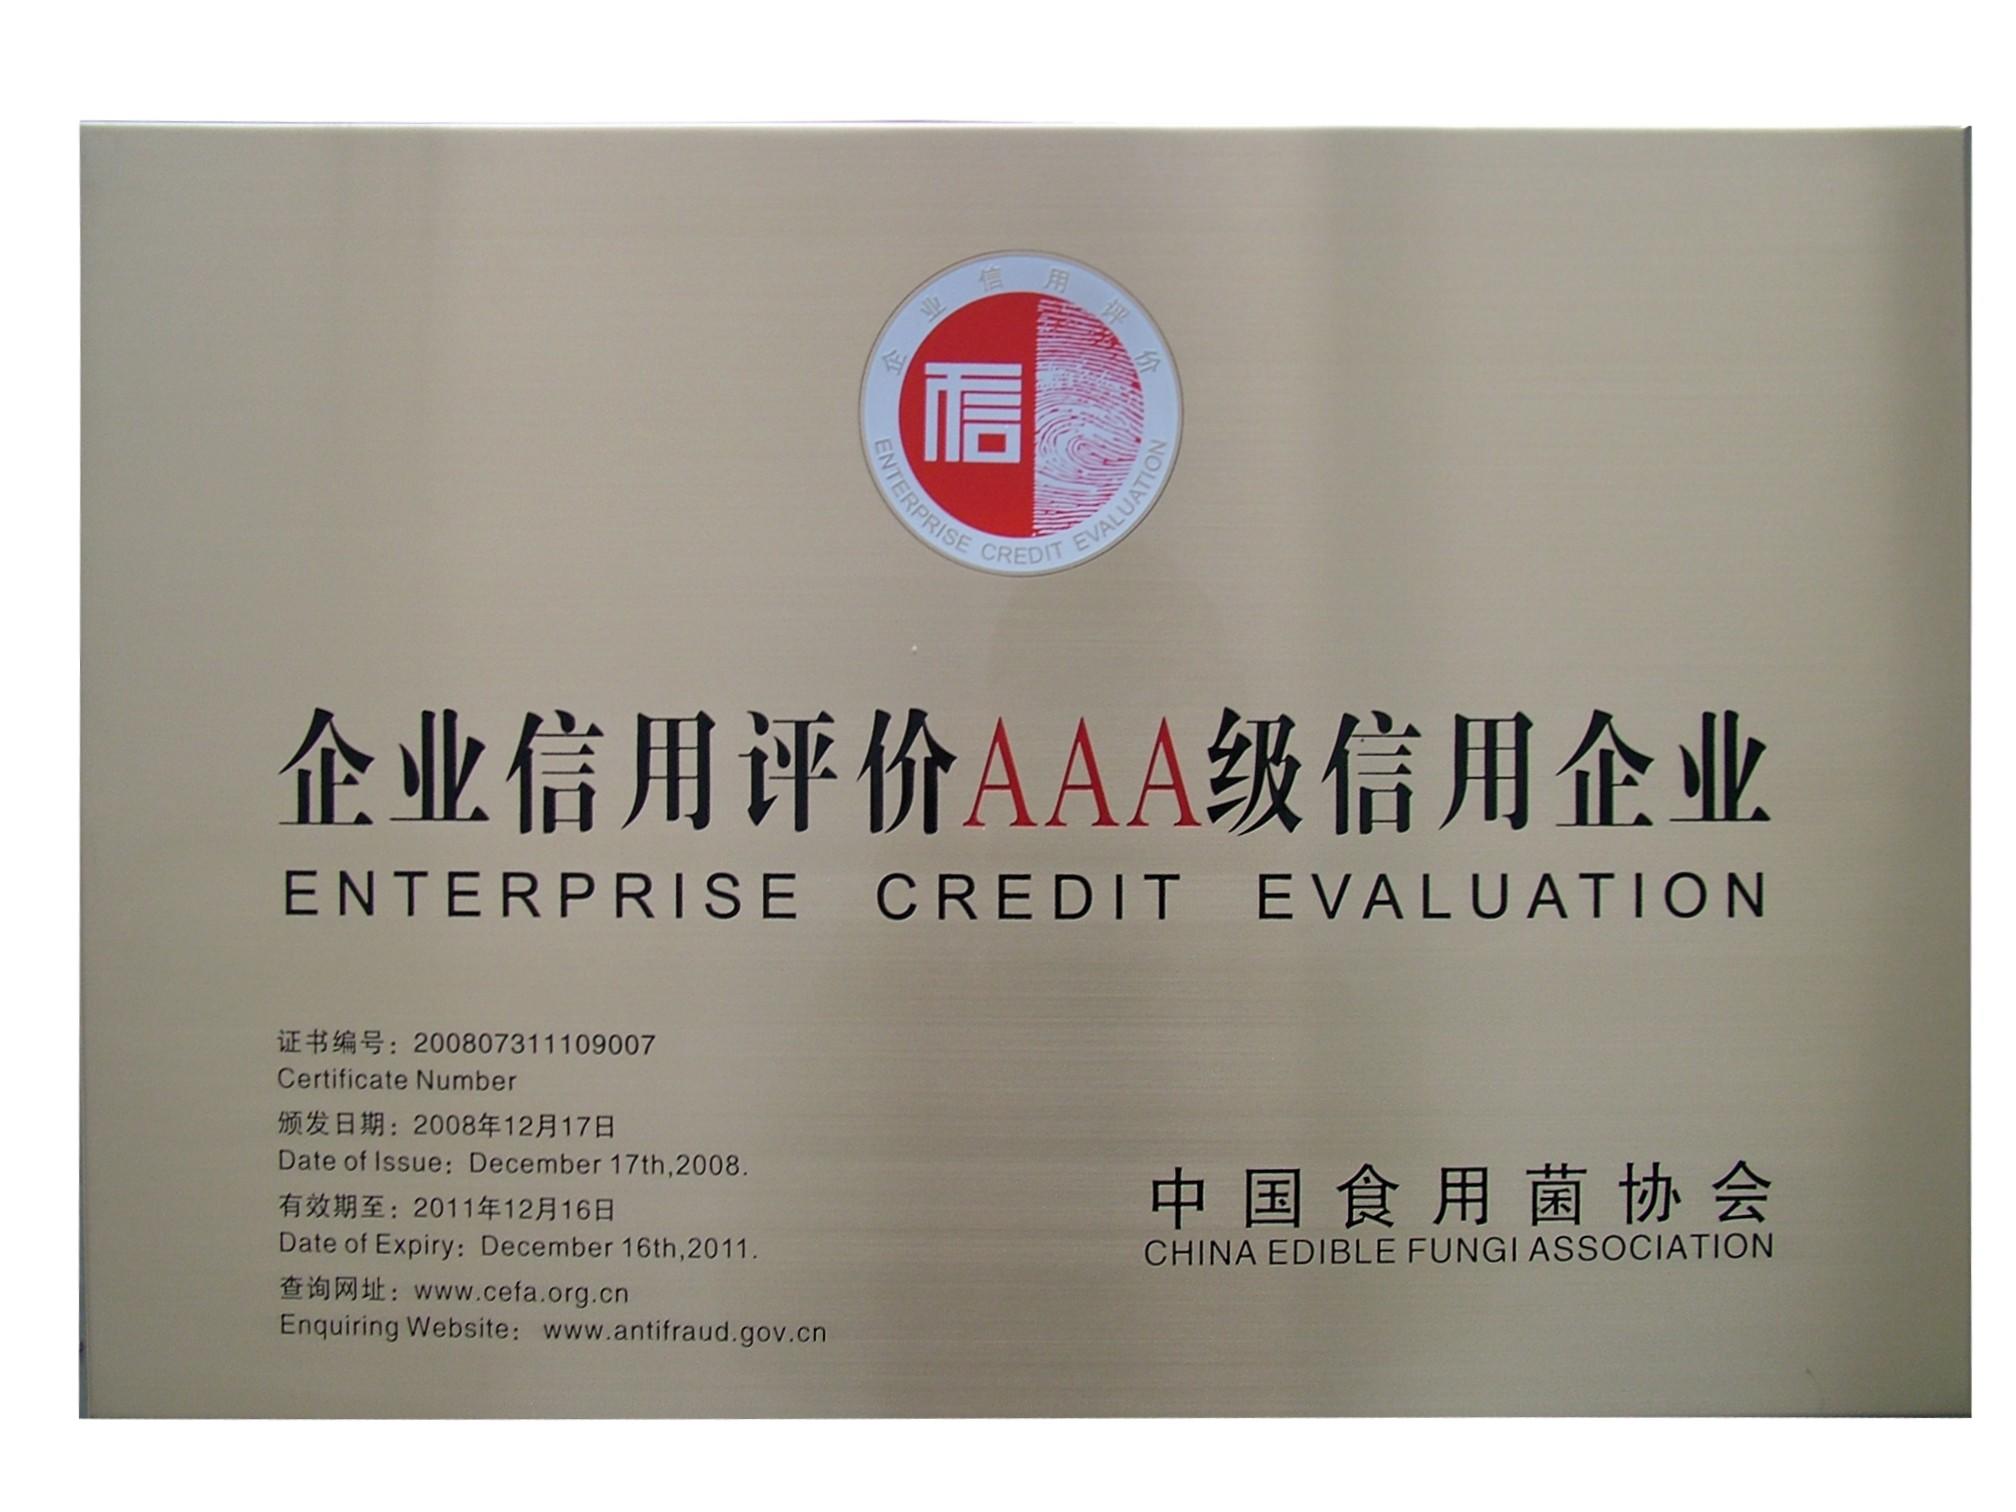 企业信用评价
信
ENTERPRISE CREDIT EVALUATION
企业信用评价AAA级信用企业
ENTERPRISE CREDIT EVALUATION
证书编号：200807311109007
Certificate Number
颁发日期：2008年12月17日
Date of Issue：December 17th,2008.
有效期至：2011年12月16日
Date of Expiry：December 16th,2011.
查询网址：www.cefa.org.cn
Enquiring Website： www.antifraud.gov.cn
中国食用菌协会
CHINA EDIBLE FUNGI ASSOCIATION